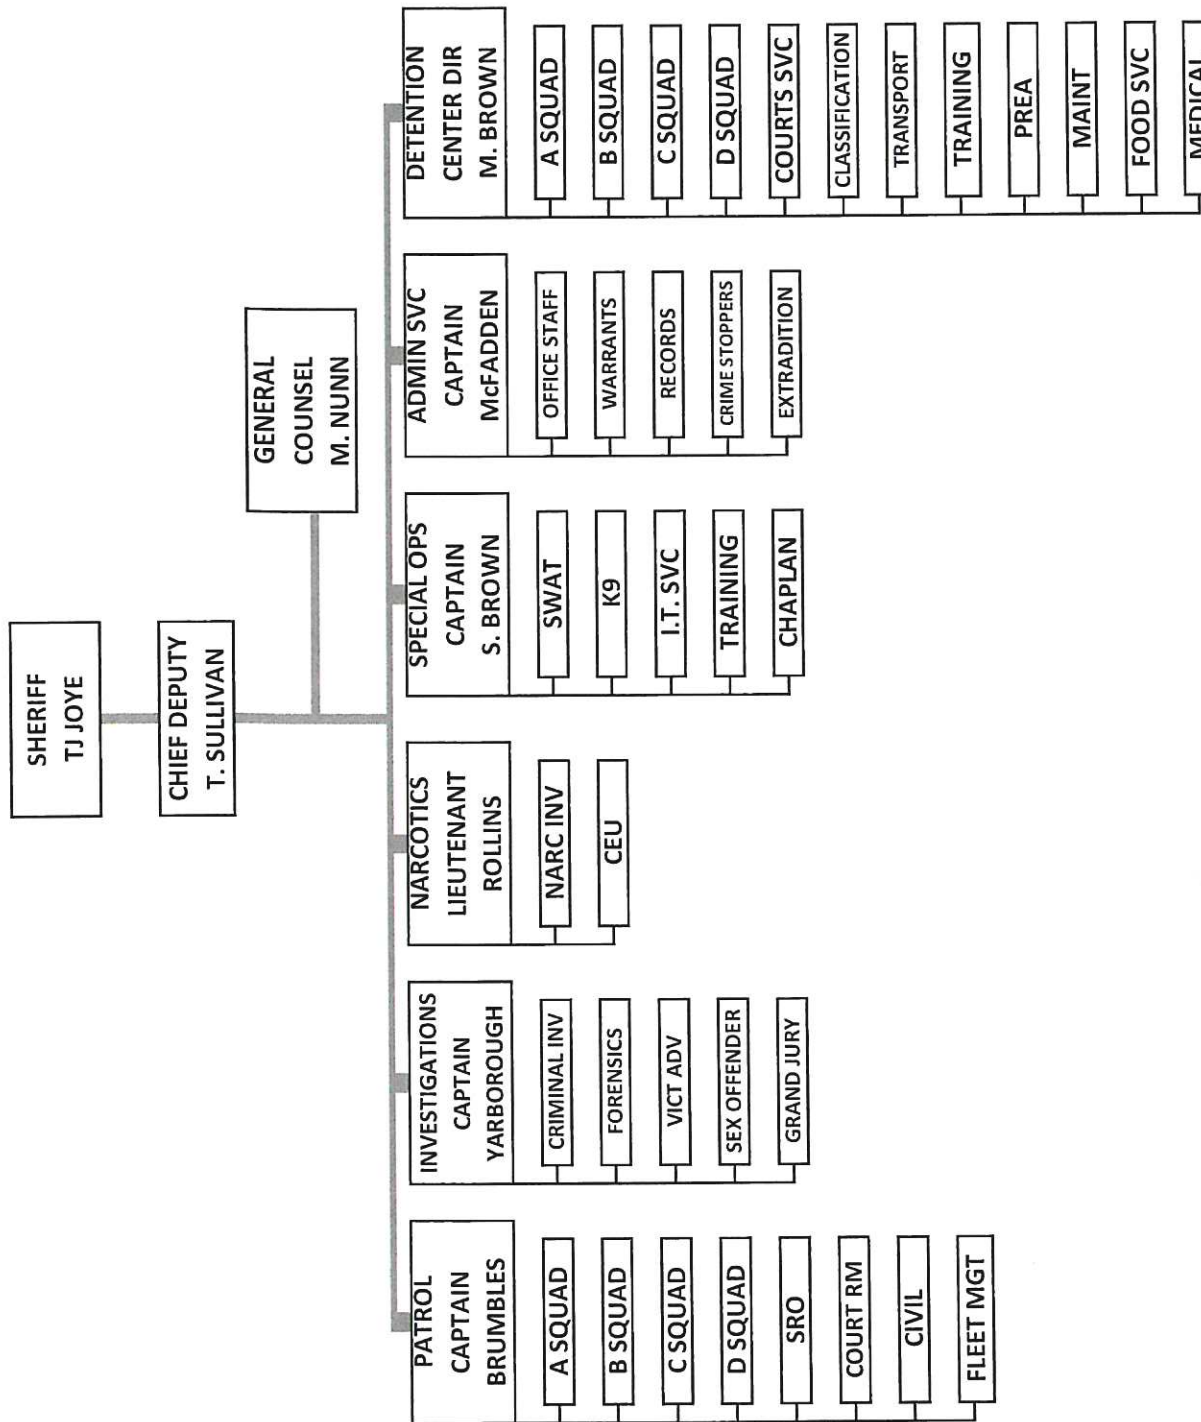 SHERIFF
TJ JOYE
CHIEF DEPUTY
T. SULLIVAN
GENERAL
COUNSEL
M. NUNN
PATROL
CAPTAIN
BRUMBLES
A SQUAD
B SQUAD
C SQUAD
D SQUAD
SRO
COURT RM
CIVIL
FLEET MGT
INVESTIGATIONS
CAPTAIN
YARBOROUGH
CRIMINAL INV
FORENSICS
VICT ADV
SEX OFFENDER
GRAND JURY
NARCOTICS
LIEUTENANT
ROLLINS
NARC INV
CEU
SPECIAL OPS
CAPTAIN
S. BROWN
SWAT
K9
I.T. SVC
TRAINING
CHAPLAN
ADMIN SVC
CAPTAIN
McFADDEN
OFFICE STAFF
WARRANTS
RECORDS
CRIME STOPPERS
EXTRADITION
DETENTION
CENTER DIR
M. BROWN
A SQUAD
B SQUAD
C SQUAD
D SQUAD
COURTS SVC
CLASSIFICATION
TRANSPORT
TRAINING
PREA
MAINT
FOOD SVC
MEDICAL